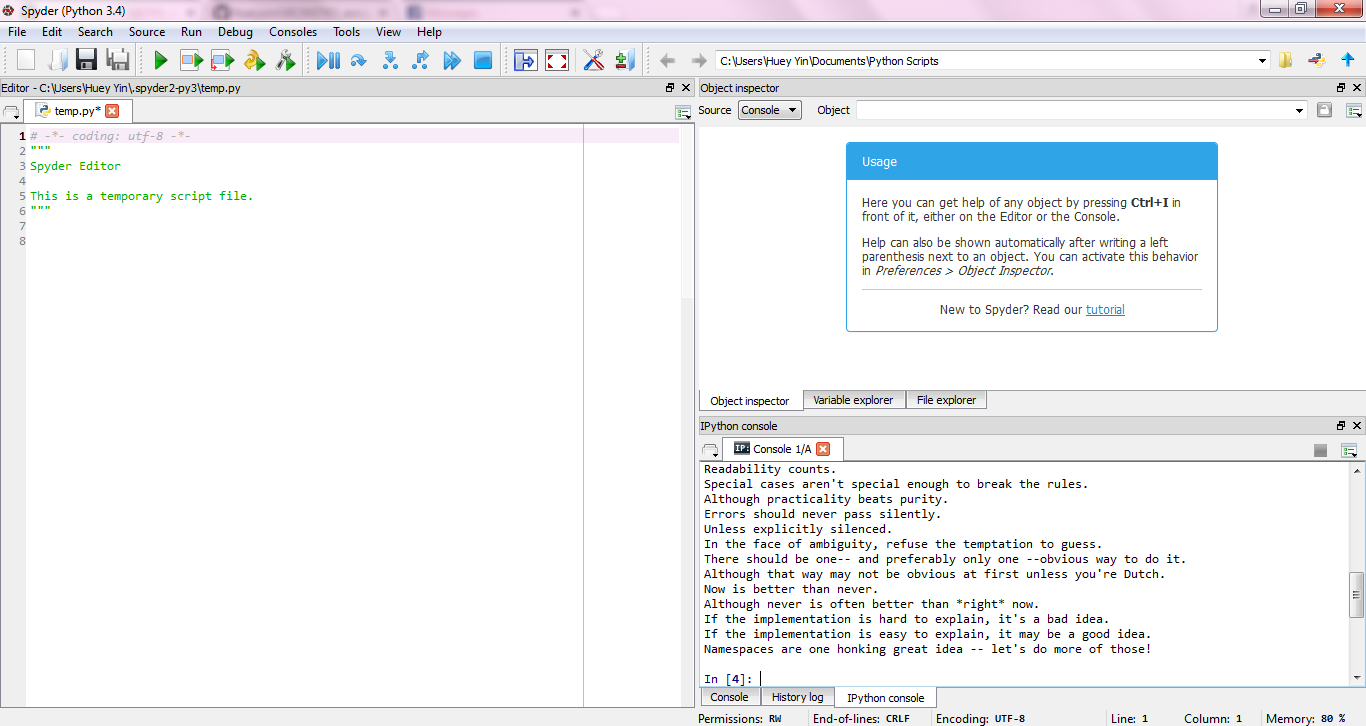 Spyder (Python 3.4)
File Edit Search Source Run Debug Consoles Tools View Help
C:\Users\Huey Yin\Documents\Python Scripts
Editor - C:\Users\Huey Yin\.spyder2-py3\temp.py
temp.py*
1 # -*- coding: utf-8 -*-
2 """
3 Spyder Editor
4
5 This is a temporary script file.
6 """
7
8
Object inspector
Source Console Object
Usage
Here you can get help of any object by pressing Ctrl+I in
front of it, either on the Editor or the Console.
Help can also be shown automatically after writing a left
parenthesis next to an object. You can activate this behavior
in Preferences > Object Inspector.
New to Spyder? Read our tutorial
Object inspector Variable explorer File explorer
IPython console
IP: Console 1/A
Readability counts.
Special cases aren't special enough to break the rules.
Although practicality beats purity.
Errors should never pass silently.
Unless explicitly silenced.
In the face of ambiguity, refuse the temptation to guess.
There should be one-- and preferably only one --obvious way to do it.
Although that way may not be obvious at first unless you're Dutch.
Now is better than never.
Although never is often better than *right* now.
If the implementation is hard to explain, it's a bad idea.
If the implementation is easy to explain, it may be a good idea.
Namespaces are one honking great idea -- let's do more of those!
In [4]:
Console History log IPython console
Permissions: RW End-of-lines: CRLF Encoding: UTF-8 Line: 1 Column: 1 Memory: 80 %